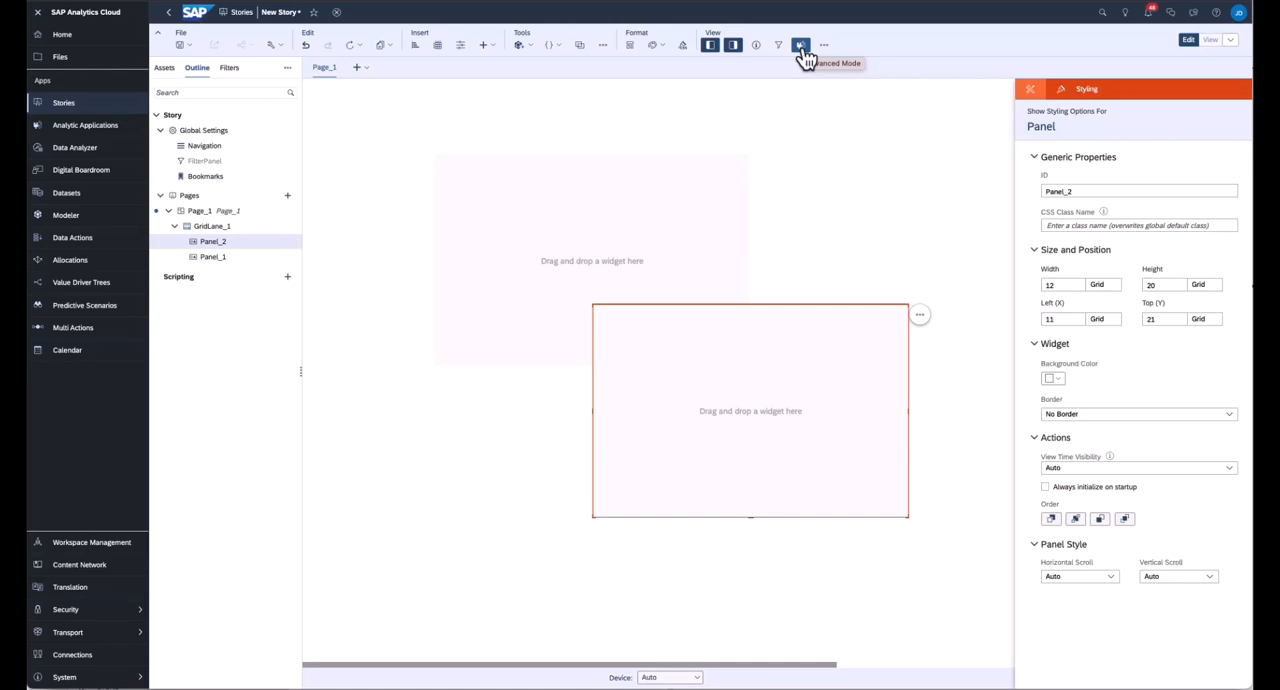 SAP Analytics Cloud
Home
Files
Apps
Stories
Analytic Applications
Data Analyzer
Digital Boardroom
Datasets
Modeler
Data Actions
Allocations
Value Driver Trees
Predictive Scenarios
Multi Actions
Calendar
Workspace Management
Content Network
Translation
Security
Transport
Connections
System
SAP Stories New Story•
48
JD
File
Edit
Insert
Tools
Format
View
Edit View
Advanced Mode
Assets Outline Filters
Search
Story
Global Settings
Navigation
FilterPanel
Bookmarks
Pages
Page_1 Page_1
GridLane_1
Panel_2
Panel_1
Scripting
Page_1
Drag and drop a widget here
Drag and drop a widget here
Device: Auto
Styling
Show Styling Options For
Panel
Generic Properties
ID
Panel_2
CSS Class Name
Enter a class name (overwrites global default class)
Size and Position
Width Height
12 Grid 20 Grid
Left (X) Top (Y)
11 Grid 21 Grid
Widget
Background Color
Border
No Border
Actions
View Time Visibility
Auto
Always initialize on startup
Order
Panel Style
Horizontal Scroll Vertical Scroll
Auto Auto